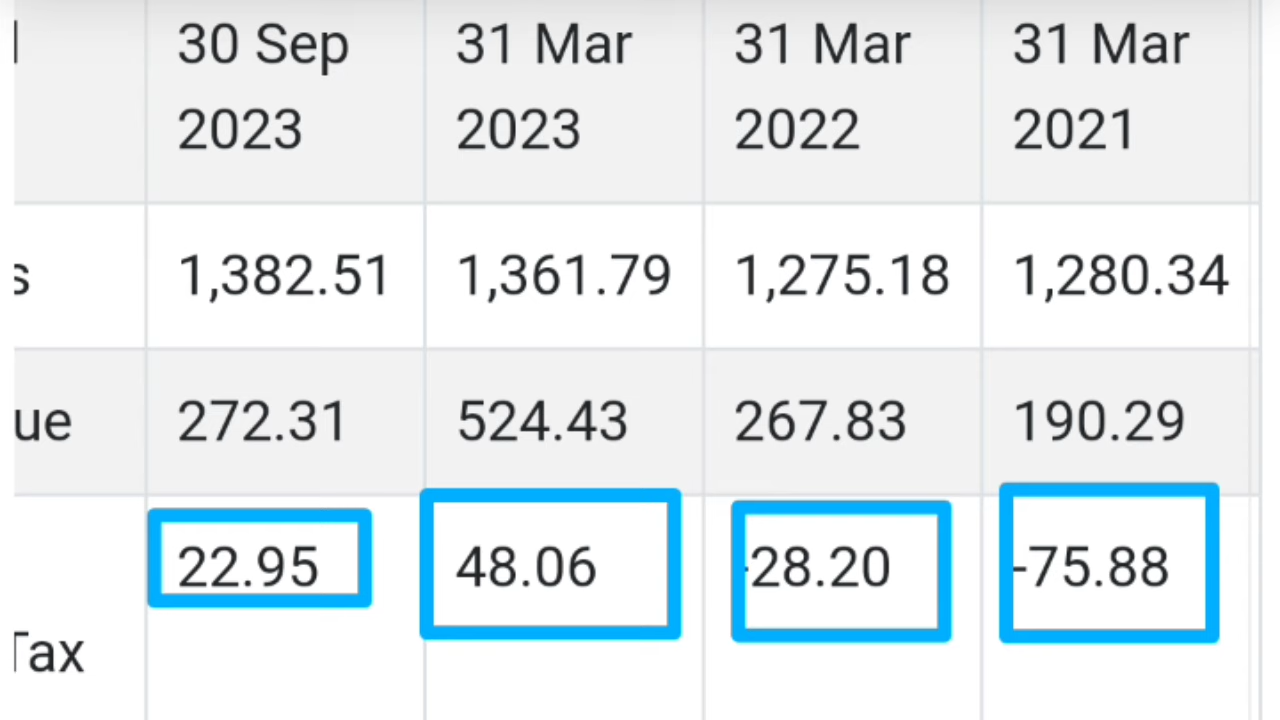 30 Sep 31 Mar 31 Mar 31 Mar
2023 2023 2022 2021
s 1,382.51 1,361.79 1,275.18 1,280.34
ue 272.31 524.43 267.83 190.29
22.95 48.06 -28.20 -75.88
Tax